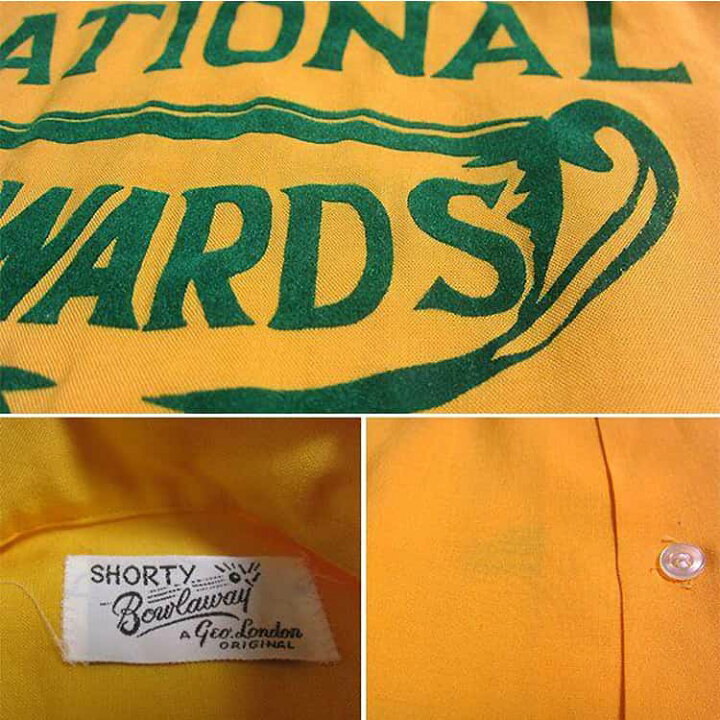 ATIONAL
WARDS
SHORTY
Bowlaway
A Geo. London
ORIGINAL